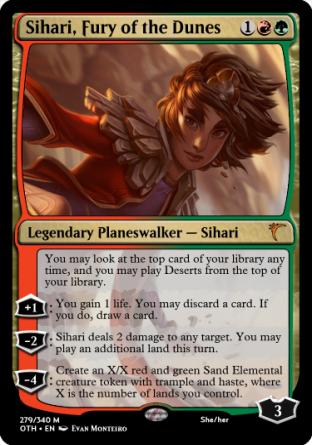 Sihari, Fury of the Dunes 1
Legendary Planeswalker — Sihari
You may look at the top card of your library any
time, and you may play Deserts from the top of
your library.
+1: You gain 1 life. You may discard a card. If
you do, draw a card.
-2: Sihari deals 2 damage to any target. You may
play an additional land this turn.
-4: Create an X/X red and green Sand Elemental
creature token with trample and haste, where
X is the number of lands you control.
3
279/340 M
OTH • EN Evan Monteiro
She/her